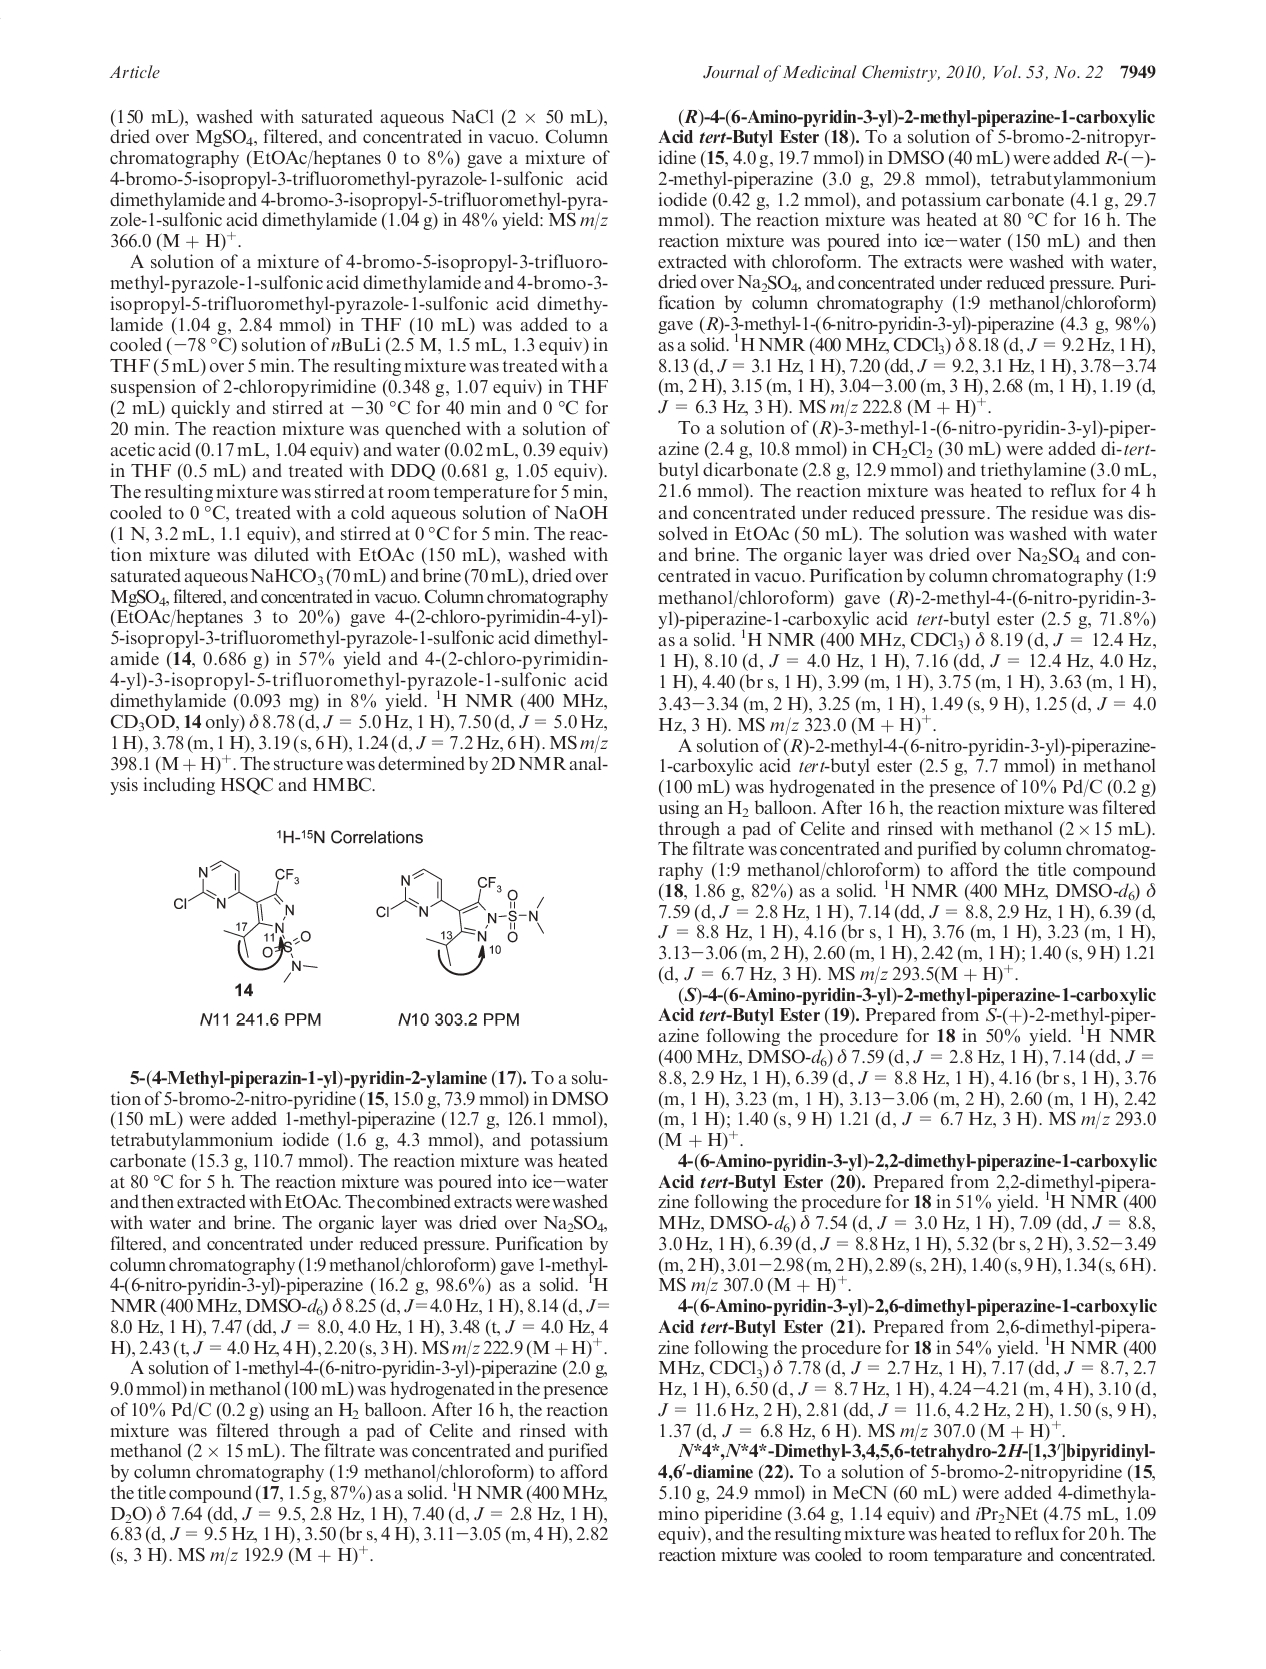 Article
Journal of Medicinal Chemistry, 2010, Vol. 53, No. 22 7949
(150 mL), washed with saturated aqueous NaCl (2 × 50 mL),
dried over MgSO₄, filtered, and concentrated in vacuo. Column
chromatography (EtOAc/heptanes 0 to 8%) gave a mixture of
4-bromo-5-isopropyl-3-trifluoromethyl-pyrazole-1-sulfonic acid
dimethylamide and 4-bromo-3-isopropyl-5-trifluoromethyl-pyra-
zole-1-sulfonic acid dimethylamide (1.04 g) in 48% yield: MS m/z
366.0 (M + H)⁺.
A solution of a mixture of 4-bromo-5-isopropyl-3-trifluoro-
methyl-pyrazole-1-sulfonic acid dimethylamide and 4-bromo-3-
isopropyl-5-trifluoromethyl-pyrazole-1-sulfonic acid dimethy-
lamide (1.04 g, 2.84 mmol) in THF (10 mL) was added to a
cooled (−78 °C) solution of nBuLi (2.5 M, 1.5 mL, 1.3 equiv) in
THF (5 mL) over 5 min. The resulting mixture was treated with a
suspension of 2-chloropyrimidine (0.348 g, 1.07 equiv) in THF
(2 mL) quickly and stirred at −30 °C for 40 min and 0 °C for
20 min. The reaction mixture was quenched with a solution of
acetic acid (0.17 mL, 1.04 equiv) and water (0.02 mL, 0.39 equiv)
in THF (0.5 mL) and treated with DDQ (0.681 g, 1.05 equiv).
The resulting mixture was stirred at room temperature for 5 min,
cooled to 0 °C, treated with a cold aqueous solution of NaOH
(1 N, 3.2 mL, 1.1 equiv), and stirred at 0 °C for 5 min. The reac-
tion mixture was diluted with EtOAc (150 mL), washed with
saturated aqueous NaHCO₃ (70 mL) and brine (70 mL), dried over
MgSO₄, filtered, and concentrated in vacuo. Column chromatography
(EtOAc/heptanes 3 to 20%) gave 4-(2-chloro-pyrimidin-4-yl)-
5-isopropyl-3-trifluoromethyl-pyrazole-1-sulfonic acid dimethyl-
amide (14, 0.686 g) in 57% yield and 4-(2-chloro-pyrimidin-
4-yl)-3-isopropyl-5-trifluoromethyl-pyrazole-1-sulfonic acid
dimethylamide (0.093 mg) in 8% yield. ¹H NMR (400 MHz,
CD₃OD, 14 only) δ 8.78 (d, J = 5.0 Hz, 1 H), 7.50 (d, J = 5.0 Hz,
1 H), 3.78 (m, 1 H), 3.19 (s, 6 H), 1.24 (d, J = 7.2 Hz, 6 H). MS m/z
398.1 (M + H)⁺. The structure was determined by 2D NMR anal-
ysis including HSQC and HMBC.
¹H-¹⁵N Correlations
N N Cl CF₃ N N 17 11 O S O N
14
N11 241.6 PPM
N N Cl CF₃ O N S N O N 13 10
N10 303.2 PPM
5-(4-Methyl-piperazin-1-yl)-pyridin-2-ylamine (17). To a solu-
tion of 5-bromo-2-nitro-pyridine (15, 15.0 g, 73.9 mmol) in DMSO
(150 mL) were added 1-methyl-piperazine (12.7 g, 126.1 mmol),
tetrabutylammonium iodide (1.6 g, 4.3 mmol), and potassium
carbonate (15.3 g, 110.7 mmol). The reaction mixture was heated
at 80 °C for 5 h. The reaction mixture was poured into ice−water
and then extracted with EtOAc. The combined extracts were washed
with water and brine. The organic layer was dried over Na₂SO₄,
filtered, and concentrated under reduced pressure. Purification by
column chromatography (1:9 methanol/chloroform) gave 1-methyl-
4-(6-nitro-pyridin-3-yl)-piperazine (16.2 g, 98.6%) as a solid. ¹H
NMR (400 MHz, DMSO-d₆) δ 8.25 (d, J=4.0 Hz, 1 H), 8.14 (d, J=
8.0 Hz, 1 H), 7.47 (dd, J = 8.0, 4.0 Hz, 1 H), 3.48 (t, J = 4.0 Hz, 4
H), 2.43 (t, J = 4.0 Hz, 4 H), 2.20 (s, 3 H). MS m/z 222.9 (M + H)⁺.
A solution of 1-methyl-4-(6-nitro-pyridin-3-yl)-piperazine (2.0 g,
9.0 mmol) in methanol (100 mL) was hydrogenated in the presence
of 10% Pd/C (0.2 g) using an H₂ balloon. After 16 h, the reaction
mixture was filtered through a pad of Celite and rinsed with
methanol (2 × 15 mL). The filtrate was concentrated and purified
by column chromatography (1:9 methanol/chloroform) to afford
the title compound (17, 1.5 g, 87%) as a solid. ¹H NMR (400 MHz,
D₂O) δ 7.64 (dd, J = 9.5, 2.8 Hz, 1 H), 7.40 (d, J = 2.8 Hz, 1 H),
6.83 (d, J = 9.5 Hz, 1 H), 3.50 (br s, 4 H), 3.11−3.05 (m, 4 H), 2.82
(s, 3 H). MS m/z 192.9 (M + H)⁺.
(R)-4-(6-Amino-pyridin-3-yl)-2-methyl-piperazine-1-carboxylic
Acid tert-Butyl Ester (18). To a solution of 5-bromo-2-nitropyr-
idine (15, 4.0 g, 19.7 mmol) in DMSO (40 mL) were added R-(−)-
2-methyl-piperazine (3.0 g, 29.8 mmol), tetrabutylammonium
iodide (0.42 g, 1.2 mmol), and potassium carbonate (4.1 g, 29.7
mmol). The reaction mixture was heated at 80 °C for 16 h. The
reaction mixture was poured into ice−water (150 mL) and then
extracted with chloroform. The extracts were washed with water,
dried over Na₂SO₄, and concentrated under reduced pressure. Puri-
fication by column chromatography (1:9 methanol/chloroform)
gave (R)-3-methyl-1-(6-nitro-pyridin-3-yl)-piperazine (4.3 g, 98%)
as a solid. ¹H NMR (400 MHz, CDCl₃) δ 8.18 (d, J = 9.2 Hz, 1 H),
8.13 (d, J = 3.1 Hz, 1 H), 7.20 (dd, J = 9.2, 3.1 Hz, 1 H), 3.78−3.74
(m, 2 H), 3.15 (m, 1 H), 3.04−3.00 (m, 3 H), 2.68 (m, 1 H), 1.19 (d,
J = 6.3 Hz, 3 H). MS m/z 222.8 (M + H)⁺.
To a solution of (R)-3-methyl-1-(6-nitro-pyridin-3-yl)-piper-
azine (2.4 g, 10.8 mmol) in CH₂Cl₂ (30 mL) were added di-tert-
butyl dicarbonate (2.8 g, 12.9 mmol) and triethylamine (3.0 mL,
21.6 mmol). The reaction mixture was heated to reflux for 4 h
and concentrated under reduced pressure. The residue was dis-
solved in EtOAc (50 mL). The solution was washed with water
and brine. The organic layer was dried over Na₂SO₄ and con-
centrated in vacuo. Purification by column chromatography (1:9
methanol/chloroform) gave (R)-2-methyl-4-(6-nitro-pyridin-3-
yl)-piperazine-1-carboxylic acid tert-butyl ester (2.5 g, 71.8%)
as a solid. ¹H NMR (400 MHz, CDCl₃) δ 8.19 (d, J = 12.4 Hz,
1 H), 8.10 (d, J = 4.0 Hz, 1 H), 7.16 (dd, J = 12.4 Hz, 4.0 Hz,
1 H), 4.40 (br s, 1 H), 3.99 (m, 1 H), 3.75 (m, 1 H), 3.63 (m, 1 H),
3.43−3.34 (m, 2 H), 3.25 (m, 1 H), 1.49 (s, 9 H), 1.25 (d, J = 4.0
Hz, 3 H). MS m/z 323.0 (M + H)⁺.
A solution of (R)-2-methyl-4-(6-nitro-pyridin-3-yl)-piperazine-
1-carboxylic acid tert-butyl ester (2.5 g, 7.7 mmol) in methanol
(100 mL) was hydrogenated in the presence of 10% Pd/C (0.2 g)
using an H₂ balloon. After 16 h, the reaction mixture was filtered
through a pad of Celite and rinsed with methanol (2 × 15 mL).
The filtrate was concentrated and purified by column chromatog-
raphy (1:9 methanol/chloroform) to afford the title compound
(18, 1.86 g, 82%) as a solid. ¹H NMR (400 MHz, DMSO-d₆) δ
7.59 (d, J = 2.8 Hz, 1 H), 7.14 (dd, J = 8.8, 2.9 Hz, 1 H), 6.39 (d,
J = 8.8 Hz, 1 H), 4.16 (br s, 1 H), 3.76 (m, 1 H), 3.23 (m, 1 H),
3.13−3.06 (m, 2 H), 2.60 (m, 1 H), 2.42 (m, 1 H); 1.40 (s, 9 H) 1.21
(d, J = 6.7 Hz, 3 H). MS m/z 293.5(M + H)⁺.
(S)-4-(6-Amino-pyridin-3-yl)-2-methyl-piperazine-1-carboxylic
Acid tert-Butyl Ester (19). Prepared from S-(+)-2-methyl-piper-
azine following the procedure for 18 in 50% yield. ¹H NMR
(400 MHz, DMSO-d₆) δ 7.59 (d, J = 2.8 Hz, 1 H), 7.14 (dd, J =
8.8, 2.9 Hz, 1 H), 6.39 (d, J = 8.8 Hz, 1 H), 4.16 (br s, 1 H), 3.76
(m, 1 H), 3.23 (m, 1 H), 3.13−3.06 (m, 2 H), 2.60 (m, 1 H), 2.42
(m, 1 H); 1.40 (s, 9 H) 1.21 (d, J = 6.7 Hz, 3 H). MS m/z 293.0
(M + H)⁺.
4-(6-Amino-pyridin-3-yl)-2,2-dimethyl-piperazine-1-carboxylic
Acid tert-Butyl Ester (20). Prepared from 2,2-dimethyl-pipera-
zine following the procedure for 18 in 51% yield. ¹H NMR (400
MHz, DMSO-d₆) δ 7.54 (d, J = 3.0 Hz, 1 H), 7.09 (dd, J = 8.8,
3.0 Hz, 1 H), 6.39 (d, J = 8.8 Hz, 1 H), 5.32 (br s, 2 H), 3.52−3.49
(m, 2 H), 3.01−2.98 (m, 2 H), 2.89 (s, 2 H), 1.40 (s, 9 H), 1.34 (s, 6 H).
MS m/z 307.0 (M + H)⁺.
4-(6-Amino-pyridin-3-yl)-2,6-dimethyl-piperazine-1-carboxylic
Acid tert-Butyl Ester (21). Prepared from 2,6-dimethyl-pipera-
zine following the procedure for 18 in 54% yield. ¹H NMR (400
MHz, CDCl₃) δ 7.78 (d, J = 2.7 Hz, 1 H), 7.17 (dd, J = 8.7, 2.7
Hz, 1 H), 6.50 (d, J = 8.7 Hz, 1 H), 4.24−4.21 (m, 4 H), 3.10 (d,
J = 11.6 Hz, 2 H), 2.81 (dd, J = 11.6, 4.2 Hz, 2 H), 1.50 (s, 9 H),
1.37 (d, J = 6.8 Hz, 6 H). MS m/z 307.0 (M + H)⁺.
N*4*,N*4*-Dimethyl-3,4,5,6-tetrahydro-2H-[1,3′]bipyridinyl-
4,6′-diamine (22). To a solution of 5-bromo-2-nitropyridine (15,
5.10 g, 24.9 mmol) in MeCN (60 mL) were added 4-dimethyla-
mino piperidine (3.64 g, 1.14 equiv) and iPr₂NEt (4.75 mL, 1.09
equiv), and the resulting mixture was heated to reflux for 20 h. The
reaction mixture was cooled to room temparature and concentrated.